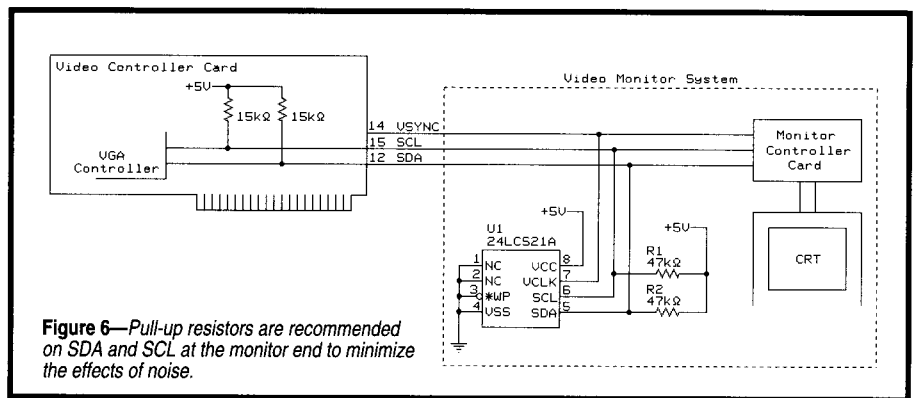 Video Controller Card
+5V
15kΩ 15kΩ
VGA
Controller
14 VSYNC
15 SCL
12 SDA
Video Monitor System
Monitor
Controller
Card
CRT
+5V
U1
24LCS21A
1 NC VCC 8
2 NC VCLK 7
3 *WP SCL 6
4 VSS SDA 5
+5V
R1
47kΩ
R2
47kΩ
Figure 6—Pull-up resistors are recommended
on SDA and SCL at the monitor end to minimize
the effects of noise.